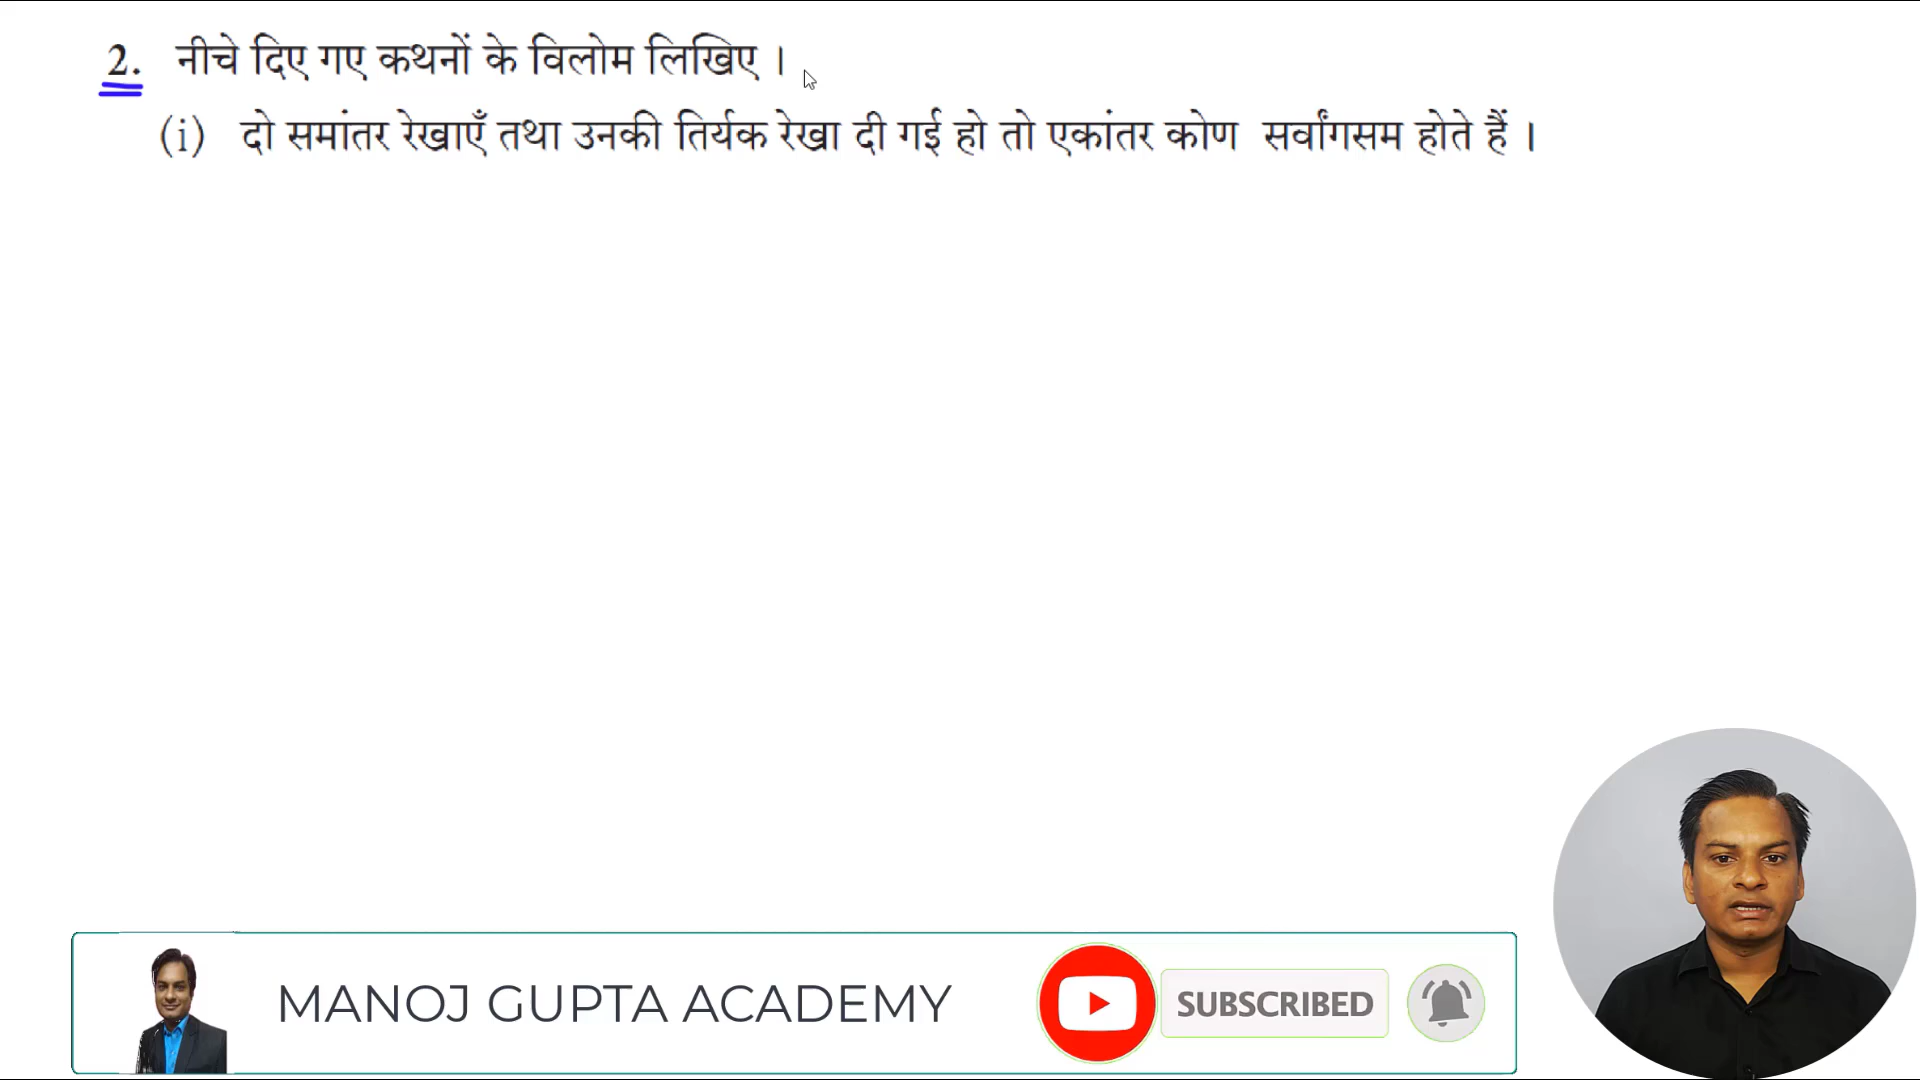 2. नीचे दिए गए कथनों के विलोम लिखिए ।
(i) दो समांतर रेखाएँ तथा उनकी तिर्यक रेखा दी गई हो तो एकांतर कोण सर्वांगसम होते हैं ।
MANOJ GUPTA ACADEMY
SUBSCRIBED